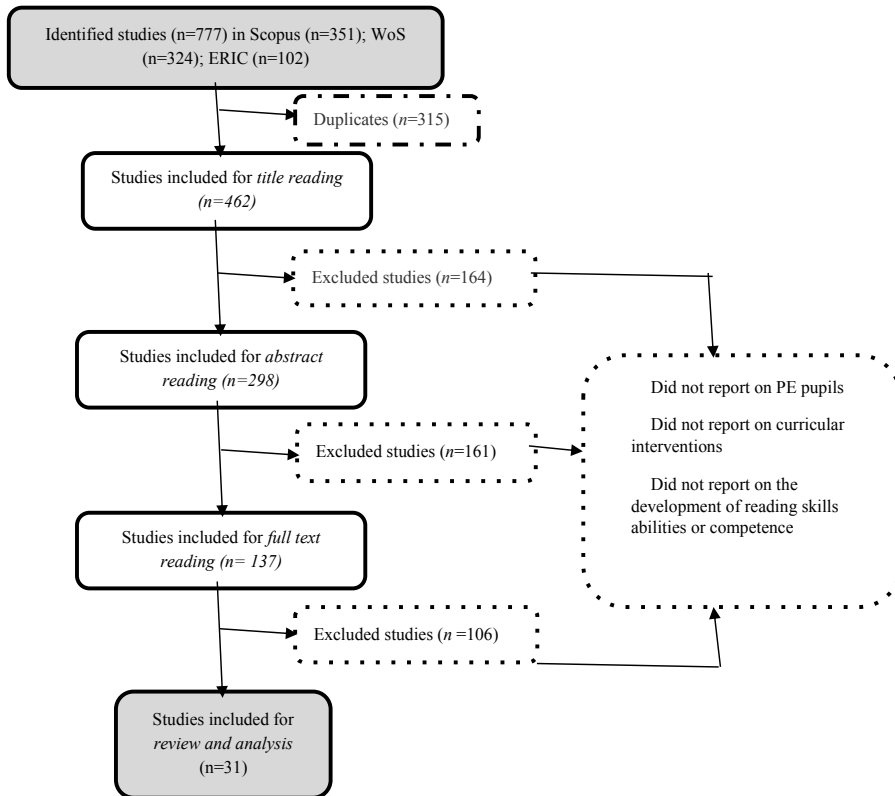 Identified studies (n=777) in Scopus (n=351); WoS
(n=324); ERIC (n=102)
Duplicates (n=315)
Studies included for title reading
(n=462)
Excluded studies (n=164)
Studies included for abstract
reading (n=298)
Did not report on PE pupils
Did not report on curricular
interventions
Did not report on the
development of reading skills
abilities or competence
Excluded studies (n=161)
Studies included for full text
reading (n= 137)
Excluded studies (n =106)
Studies included for
review and analysis
(n=31)